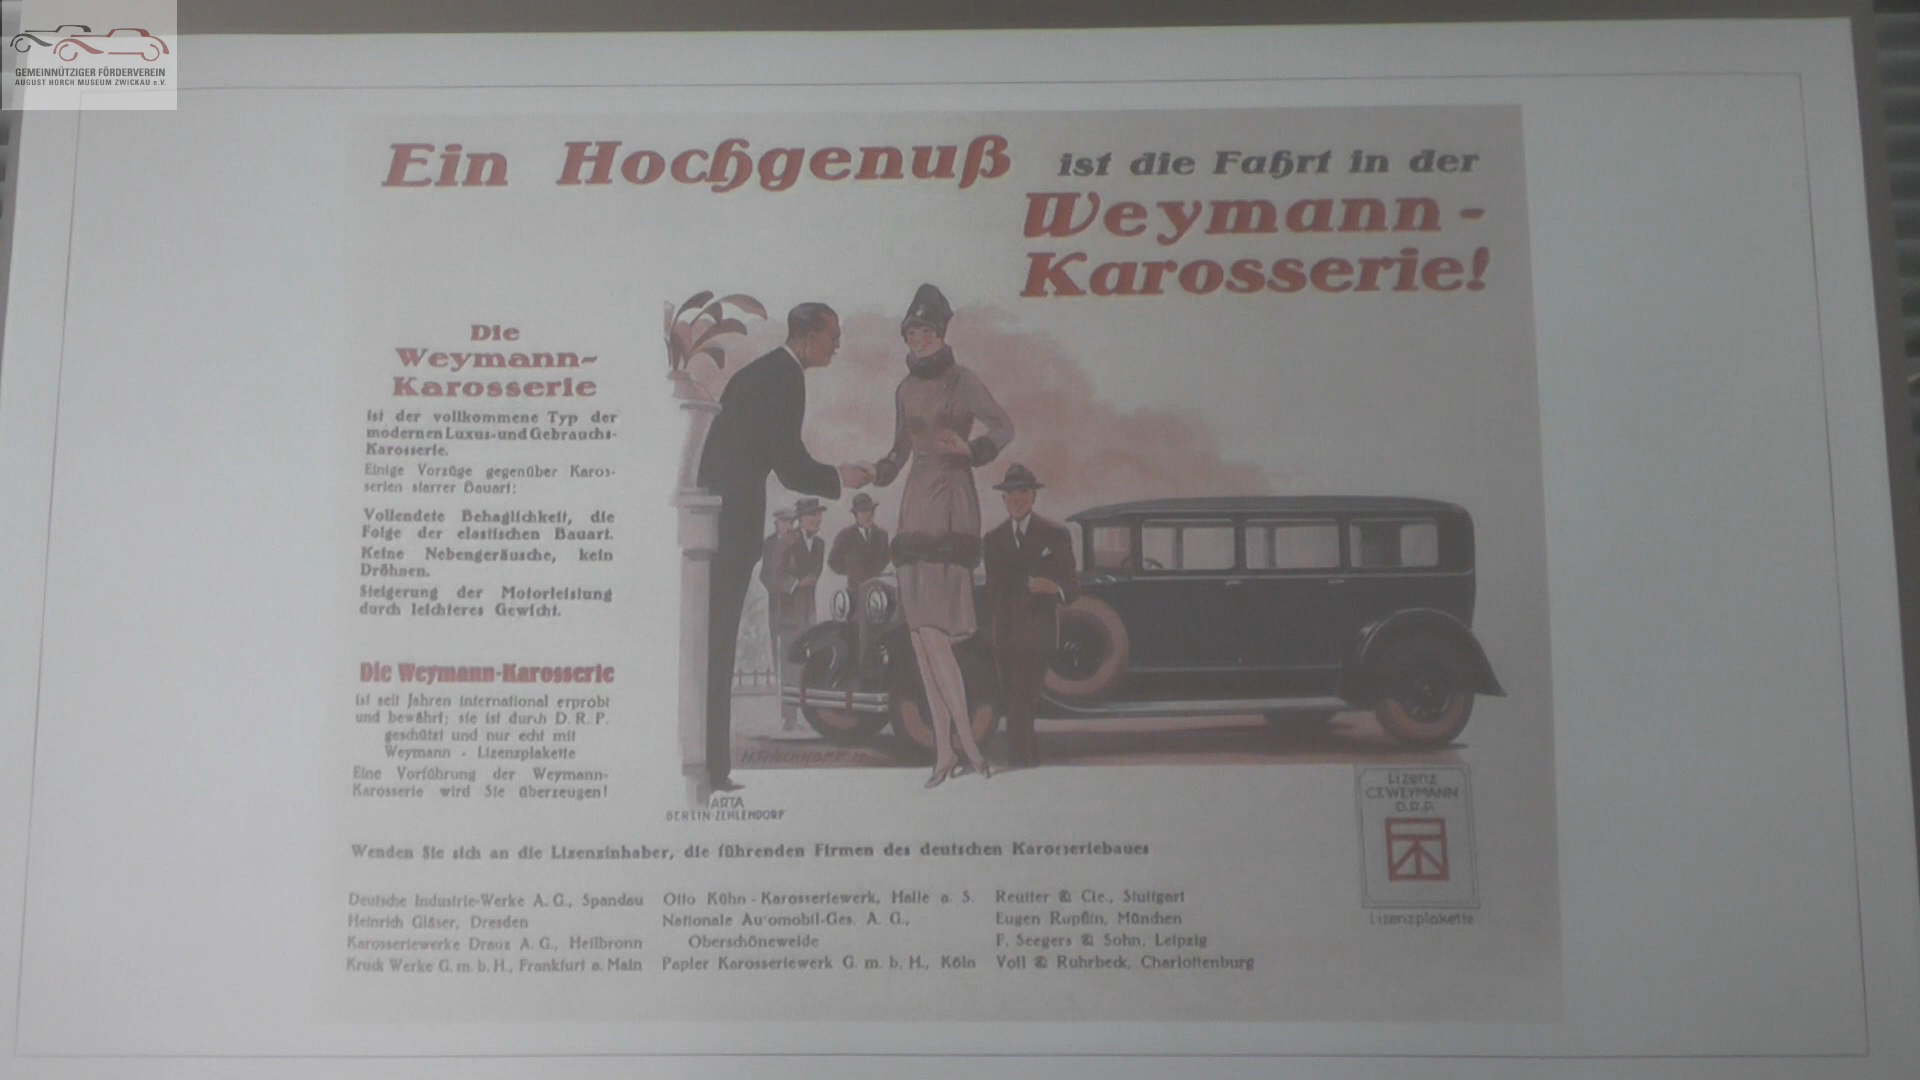 GEMEINNÜTZIGER FÖRDERVEREIN
AUGUST HORCH MUSEUM ZWICKAU e.V.
Ein Hochgenuß ist die Fahrt in der
Weymann-
Karosserie!
Die
Weymann-
Karosserie
ist der vollkommene Typ der
modernen Luxus- und Gebrauchs-
Karosserie.
Einige Vorzüge gegenüber Karos-
serien starrer Bauart:
Vollendete Behaglichkeit, die
Folge der elastischen Bauart.
Keine Nebengeräusche, kein
Dröhnen.
Steigerung der Motorleistung
durch leichteres Gewicht.
Die Weymann-Karosserie
ist seit Jahren international erprobt
und bewährt; sie ist durch D. R. P.
geschützt und nur echt mit
Weymann - Lizenzplakette
Eine Vorführung der Weymann-
Karosserie wird Sie überzeugen!
ARTA
BERLIN-ZEHLENDORF
Lizenz
C.T.WEYMANN
D.R.P.
Lizenzplakette
Wenden Sie sich an die Lizenzinhaber, die führenden Firmen des deutschen Karosseriebaues
Deutsche Industrie-Werke A. G., Spandau
Heinrich Gläser, Dresden
Karosseriewerke Drauz A. G., Heilbronn
Kruck Werke G. m. b. H., Frankfurt a. Main
Otto Kühn - Karosseriewerk, Halle a. S.
Nationale Automobil-Ges. A. G.,
Oberschöneweide
Papler Karosseriewerk G. m. b. H., Köln
Reutter & Cie., Stuttgart
Eugen Rupflin, München
F. Seegers & Sohn, Leipzig
Voll & Ruhrbeck, Charlottenburg